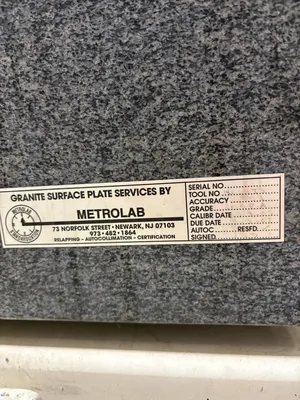 METROLAB
GRANITE SURFACE PLATE SERVICES BY
METROLAB
73 NORFOLK STREET • NEWARK, NJ 07103
973 • 482 • 1864
RELAPPING - AUTOCOLLIMATION - CERTIFICATION
SERIAL NO.
TOOL NO.
ACCURACY
GRADE
CALIBR DATE
DUE DATE
AUTOC. RESFD.
SIGNED